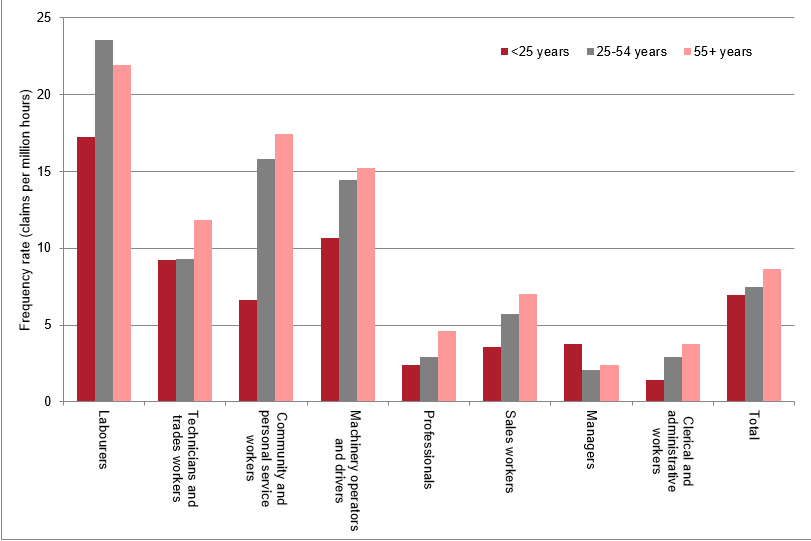 25
<25 years
25-54 years
55+ years
20
15
10
5
0
Frequency rate (claims per million hours)
Labourers
Technicians and
trades workers
Community and
personal service
workers
Machinery operators
and drivers
Professionals
Sales workers
Managers
Clerical and
administrative
workers
Total